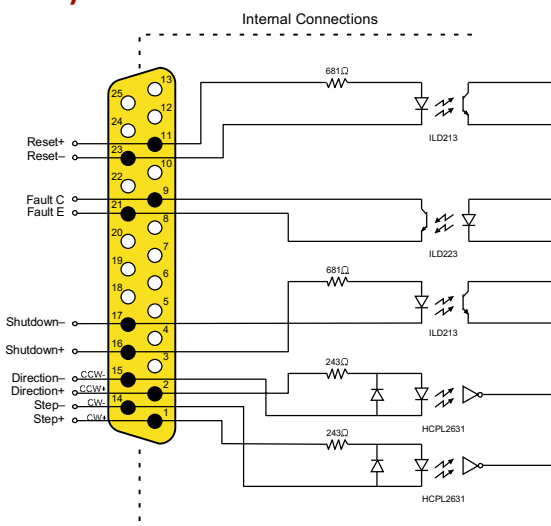 Internal Connections
13
25
12
24
11
23
10
22
9
21
8
20
7
19
6
18
5
17
4
16
3
15
2
14
1
Reset+
Reset–
Fault C
Fault E
Shutdown–
Shutdown+
Direction– CCW-
Direction+ CCW+
Step– CW-
Step+ CW+
681Ω
ILD213
ILD223
681Ω
ILD213
243Ω
HCPL2631
243Ω
HCPL2631